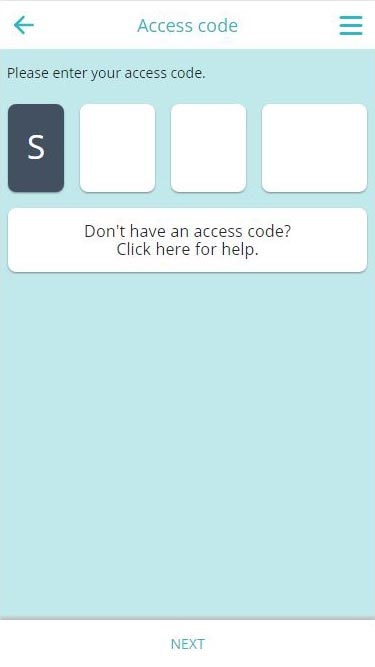 Access code
Please enter your access code.
S
Don't have an access code?
Click here for help.
NEXT